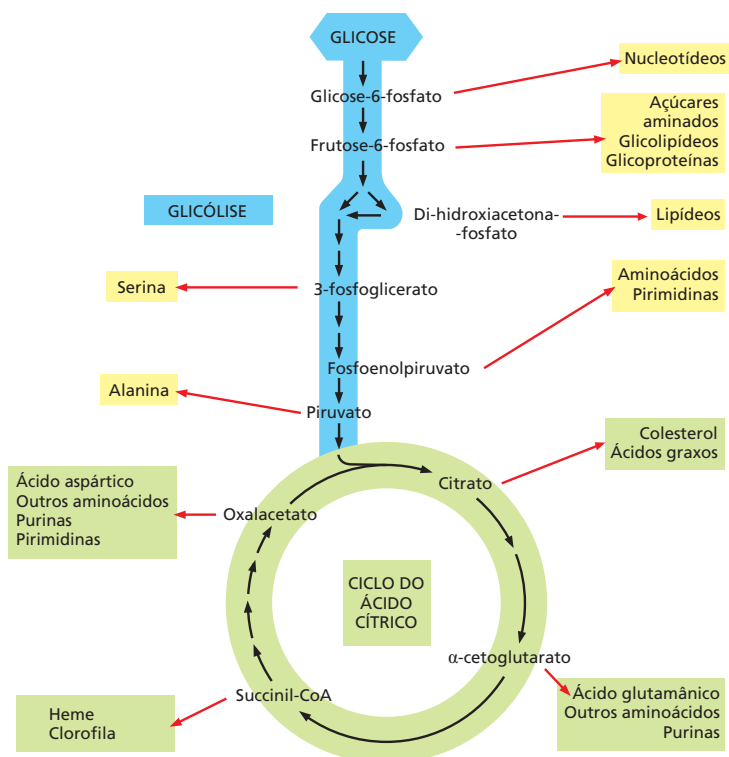 GLICOSE
Nucleotídeos
Glicose-6-fosfato
Açúcares
aminados
Glicolipídeos
Glicoproteínas
Frutose-6-fosfato
GLICÓLISE
Di-hidroxiacetona-
-fosfato
Lipídeos
Serina
3-fosfoglicerato
Aminoácidos
Pirimidinas
Fosfoenolpiruvato
Alanina
Piruvato
Colesterol
Ácidos graxos
Citrato
Ácido aspártico
Outros aminoácidos
Purinas
Pirimidinas
Oxalacetato
CICLO DO
ÁCIDO
CÍTRICO
α-cetoglutarato
Succinil-CoA
Ácido glutamânico
Outros aminoácidos
Purinas
Heme
Clorofila